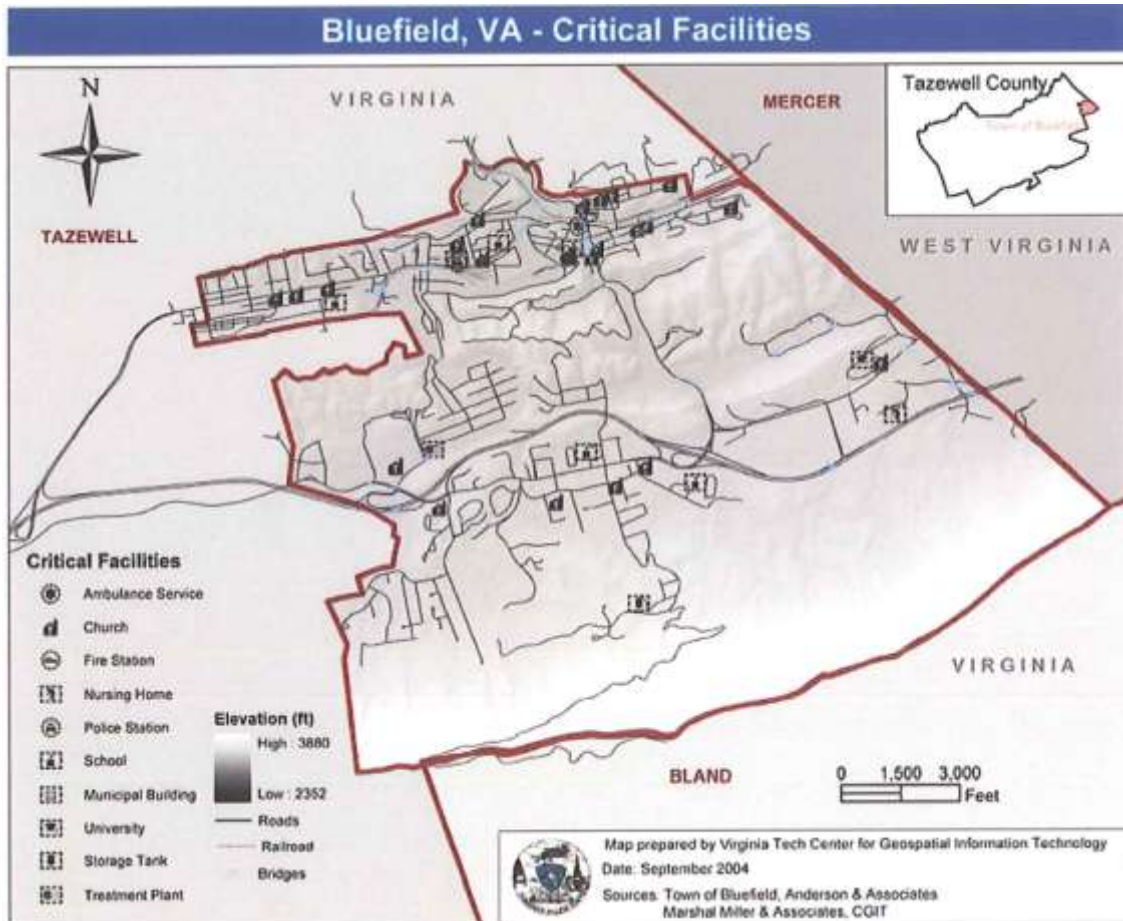 Bluefield, VA - Critical Facilities
N
VIRGINIA
MERCER
Tazewell County
Town of Bluefield
TAZEWELL
WEST VIRGINIA
Critical Facilities
Ambulance Service
Church
Fire Station
Nursing Home
Police Station
School
Municipal Building
University
Storage Tank
Treatment Plant
Elevation (ft)
High : 3880
Low : 2352
Roads
Railroad
Bridges
VIRGINIA
BLAND
0 1,500 3,000
Feet
Map prepared by Virginia Tech Center for Geospatial Information Technology
Date: September 2004
Sources: Town of Bluefield, Anderson & Associates
Marshal Miller & Associates, CGIT